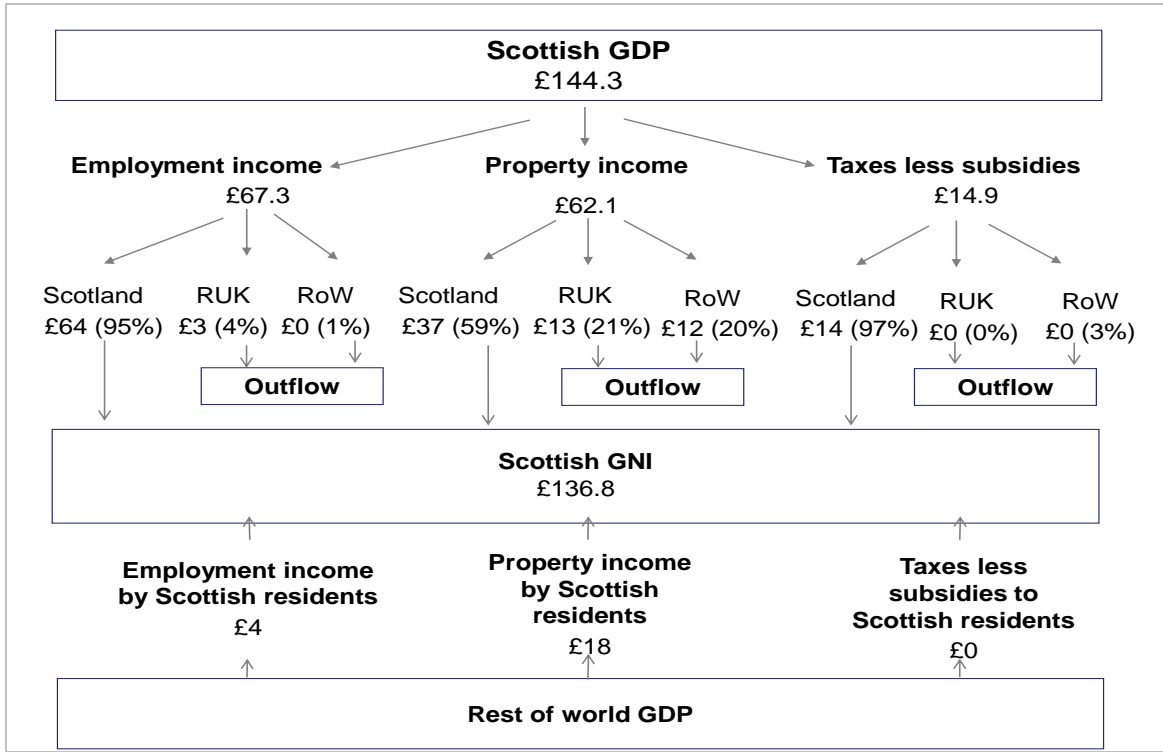 Scottish GDP
£144.3
Employment income
£67.3
Property income
£62.1
Taxes less subsidies
£14.9
Scotland
£64 (95%)
RUK
£3 (4%)
RoW
£0 (1%)
Scotland
£37 (59%)
RUK
£13 (21%)
RoW
£12 (20%)
Scotland
£14 (97%)
RUK
£0 (0%)
RoW
£0 (3%)
Outflow
Outflow
Outflow
Scottish GNI
£136.8
Employment income
by Scottish residents
£4
Property income
by Scottish
residents
£18
Taxes less
subsidies to
Scottish residents
£0
Rest of world GDP